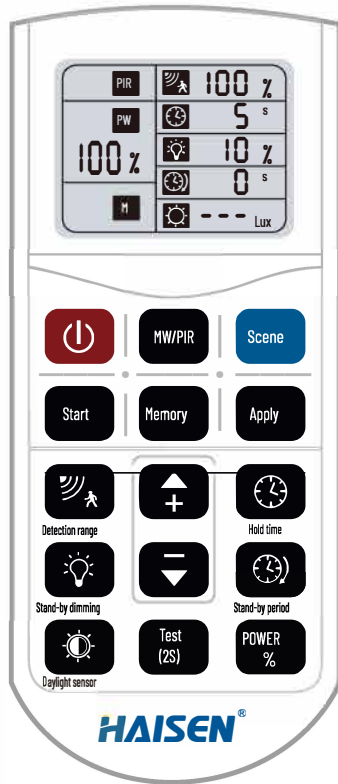 PIR
100 %
PW
5 s
100 %
10 %
0 s
M
--- Lux
MW/PIR
Scene
Start
Memory
Apply
+
Detection range
Hold time
−
Stand-by dimming
Stand-by period
Test
(2S)
POWER
%
Daylight sensor
HAISEN®